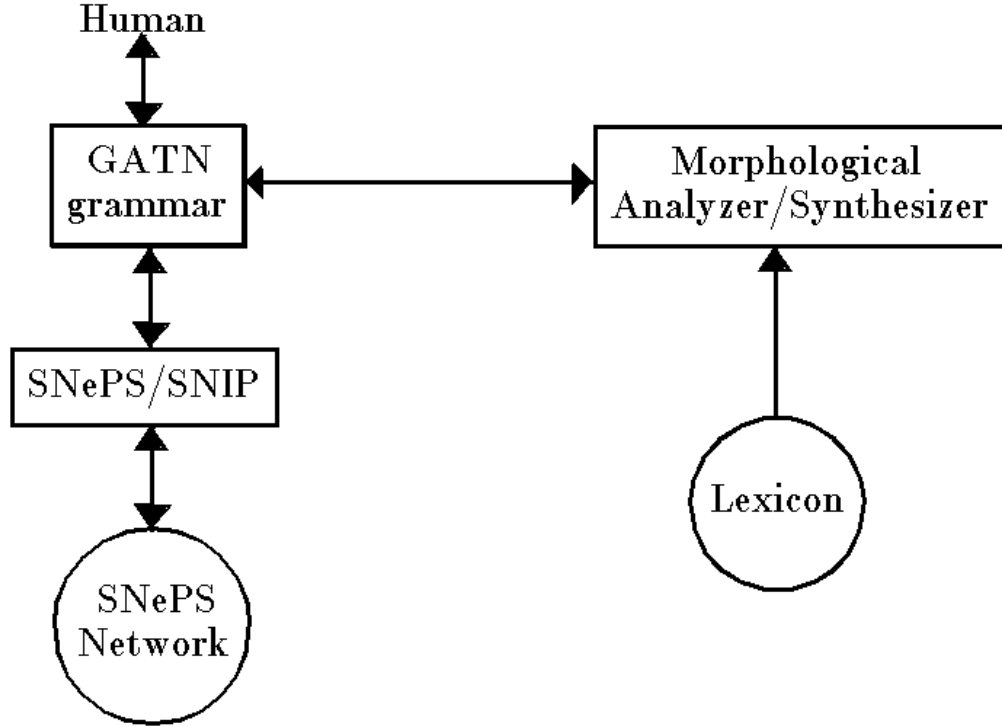 Human
GATN
grammar
Morphological
Analyzer/Synthesizer
SNePS/SNIP
Lexicon
SNePS
Network